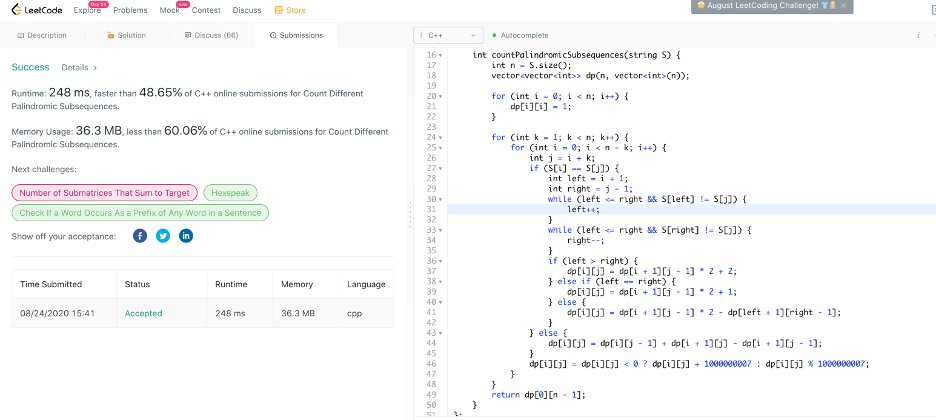 LeetCode
Explore
Day 24
Problems
Mock
new
Contest
Discuss
Store
August LeetCoding Challenge!
Description
Solution
Discuss (66)
Submissions
Success
Details >
Runtime: 248 ms, faster than 48.65% of C++ online submissions for Count Different
Palindromic Subsequences.
Memory Usage: 36.3 MB, less than 60.06% of C++ online submissions for Count Different
Palindromic Subsequences.
Next challenges:
Number of Submatrices That Sum to Target
Hexspeak
Check If a Word Occurs As a Prefix of Any Word in a Sentence
Show off your acceptance:
Time Submitted Status Runtime Memory Language
08/24/2020 15:41 Accepted 248 ms 36.3 MB cpp
i C++
Autocomplete
i
16 int countPalindromicSubsequences(string S) {
17 int n = S.size();
18 vector<vector<int>> dp(n, vector<int>(n));
19
20 for (int i = 0; i < n; i++) {
21 dp[i][i] = 1;
22 }
23
24 for (int k = 1; k < n; k++) {
25 for (int i = 0; i < n - k; i++) {
26 int j = i + k;
27 if (S[i] == S[j]) {
28 int left = i + 1;
29 int right = j - 1;
30 while (left <= right && S[left] != S[j]) {
31 left++;
32 }
33 while (left <= right && S[right] != S[j]) {
34 right--;
35 }
36 if (left > right) {
37 dp[i][j] = dp[i + 1][j - 1] * 2 + 2;
38 } else if (left == right) {
39 dp[i][j] = dp[i + 1][j - 1] * 2 + 1;
40 } else {
41 dp[i][j] = dp[i + 1][j - 1] * 2 - dp[left + 1][right - 1];
42 }
43 } else {
44 dp[i][j] = dp[i][j - 1] + dp[i + 1][j] - dp[i + 1][j - 1];
45 }
46 dp[i][j] = dp[i][j] < 0 ? dp[i][j] + 1000000007 : dp[i][j] % 1000000007;
47 }
48 }
49 return dp[0][n - 1];
50 }
51 };